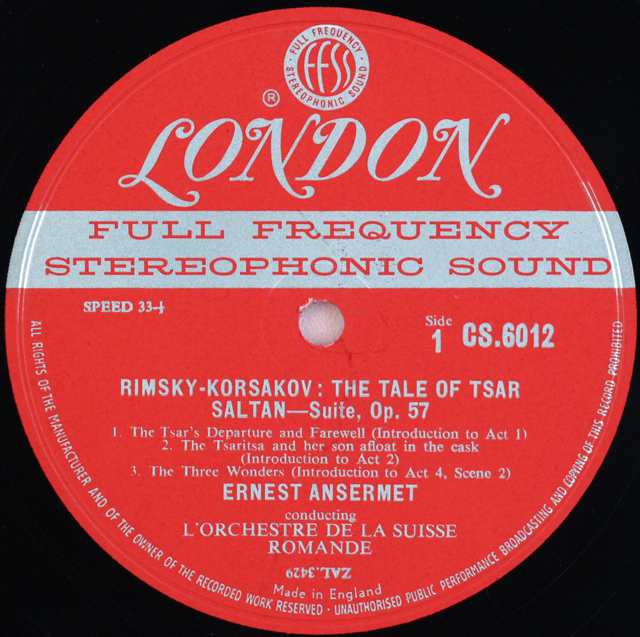 FULL FREQUENCY
FFSS
STEREOPHONIC SOUND
®
LONDON
FULL FREQUENCY
STEREOPHONIC SOUND
SPEED 33⅓
Side
1 CS.6012
RIMSKY-KORSAKOV : THE TALE OF TSAR
SALTAN—Suite, Op. 57
1. The Tsar's Departure and Farewell (Introduction to Act 1)
2. The Tsaritsa and her son afloat in the cask
(Introduction to Act 2)
3. The Three Wonders (Introduction to Act 4, Scene 2)
ERNEST ANSERMET
conducting
L'ORCHESTRE DE LA SUISSE
ROMANDE
ZAL.3429
Made in England
ALL RIGHTS OF THE MANUFACTURER AND OF THE OWNER OF THE RECORDED WORK RESERVED · UNAUTHORISED PUBLIC PERFORMANCE BROADCASTING AND COPYING OF THIS RECORD PROHIBITED